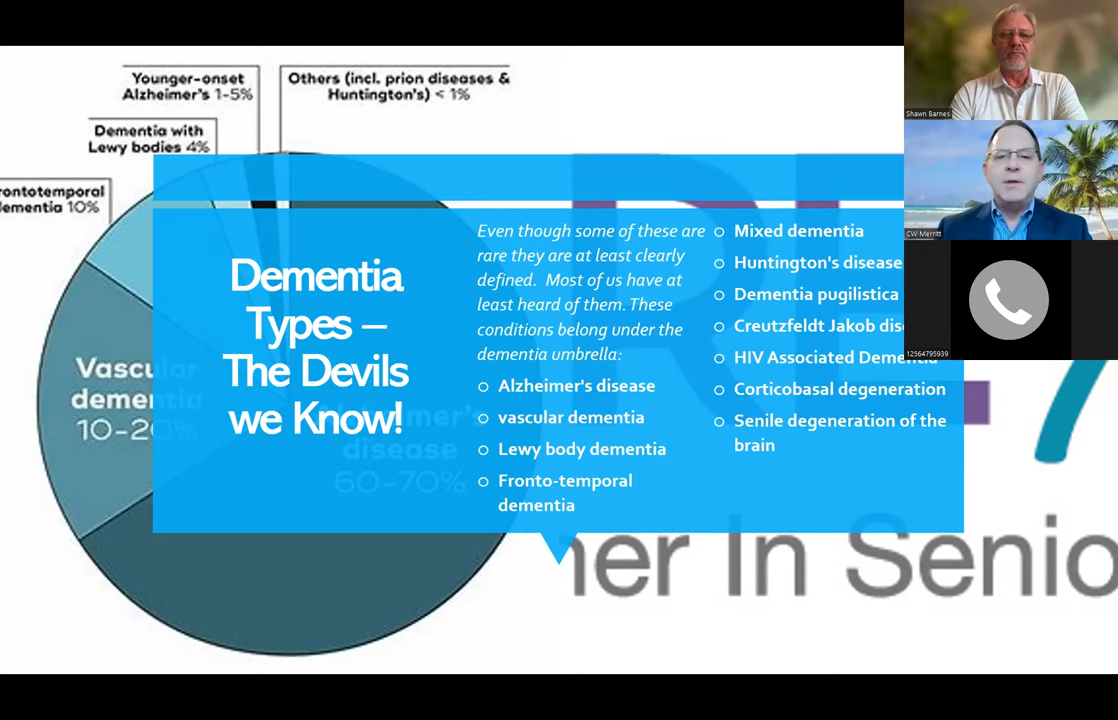 Younger-onset
Alzheimer's 1-5%
Others (incl. prion diseases &
Huntington's) < 1%
Dementia with
Lewy bodies 4%
rontotemporal
dementia 10%
Vascular
dementia
10-20%
disease
60-70%
Dementia
Types –
The Devils
we Know!
Even though some of these are
rare they are at least clearly
defined.  Most of us have at
least heard of them. These
conditions belong under the
dementia umbrella:
Alzheimer's disease
vascular dementia
Lewy body dementia
Fronto-temporal
dementia
Mixed dementia
Huntington's disease
Dementia pugilistica
Creutzfeldt Jakob dis
HIV Associated Dementia
Corticobasal degeneration
Senile degeneration of the
brain
ner In Senio
Shawn Barnes
CW Merritt
12564795939